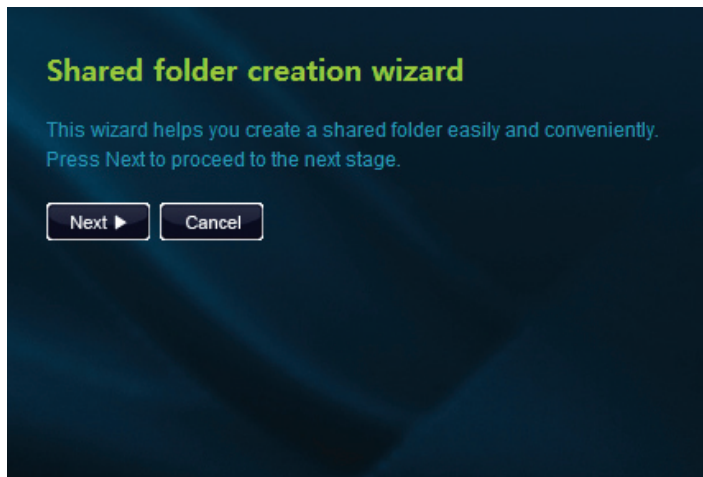 Shared folder creation wizard
This wizard helps you create a shared folder easily and conveniently.
Press Next to proceed to the next stage.
Next ▶ Cancel